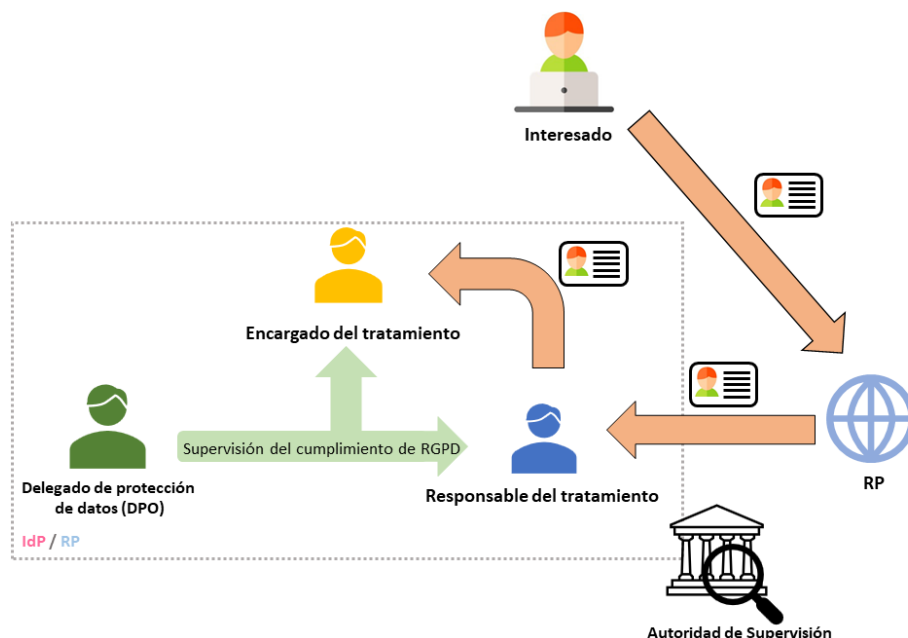 Interesado
Encargado del tratamiento
Supervisión del cumplimiento de RGPD
RP
Delegado de protección
de datos (DPO)
Responsable del tratamiento
IdP / RP
Autoridad de Supervisión